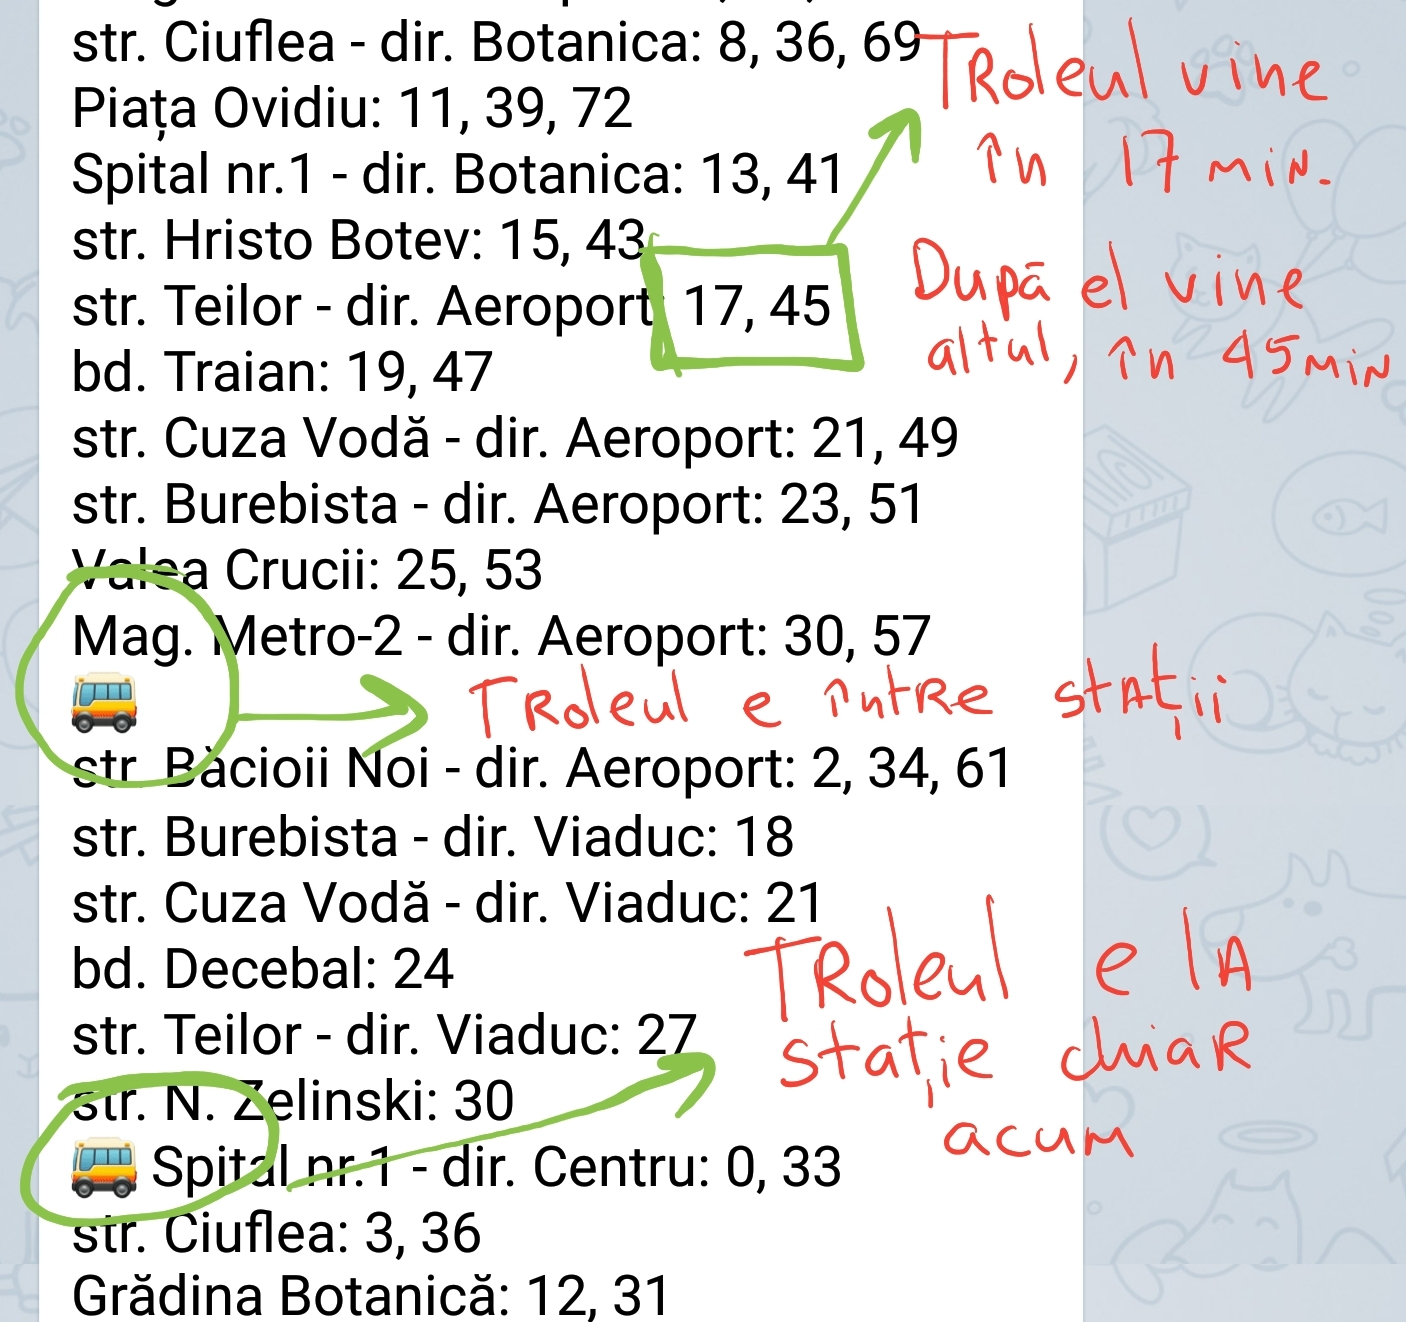 str. Ciuflea - dir. Botanica: 8, 36, 69
Troleul vine
în 17 min.
Piața Ovidiu: 11, 39, 72
Spital nr.1 - dir. Botanica: 13, 41
str. Hristo Botev: 15, 43
str. Teilor - dir. Aeroport: 17, 45
După el vine
altul, în 45 min
bd. Traian: 19, 47
str. Cuza Vodă - dir. Aeroport: 21, 49
str. Burebista - dir. Aeroport: 23, 51
Valea Crucii: 25, 53
Mag. Metro-2 - dir. Aeroport: 30, 57
Troleul e între stații
str. Băcioii Noi - dir. Aeroport: 2, 34, 61
str. Burebista - dir. Viaduc: 18
str. Cuza Vodă - dir. Viaduc: 21
bd. Decebal: 24
str. Teilor - dir. Viaduc: 27
Troleul e la
stație chiar
acum
str. N. Zelinski: 30
Spital nr.1 - dir. Centru: 0, 33
str. Ciuflea: 3, 36
Grădina Botanică: 12, 31